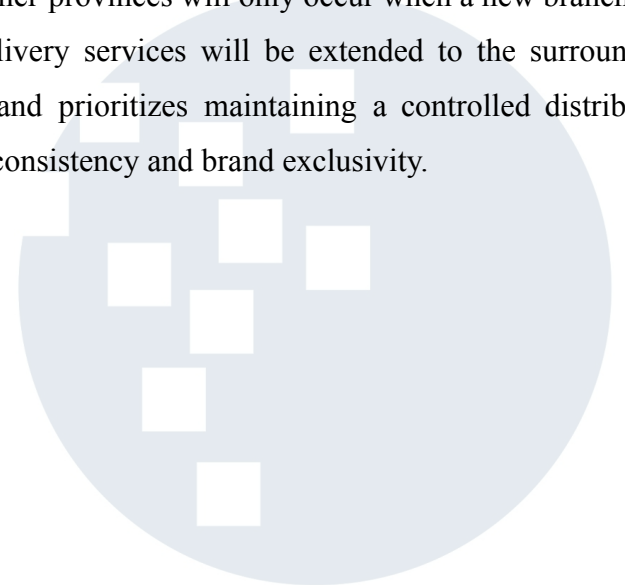 her provinces will only occur when a new branch
livery services will be extended to the surroun
and prioritizes maintaining a controlled distrib
consistency and brand exclusivity.